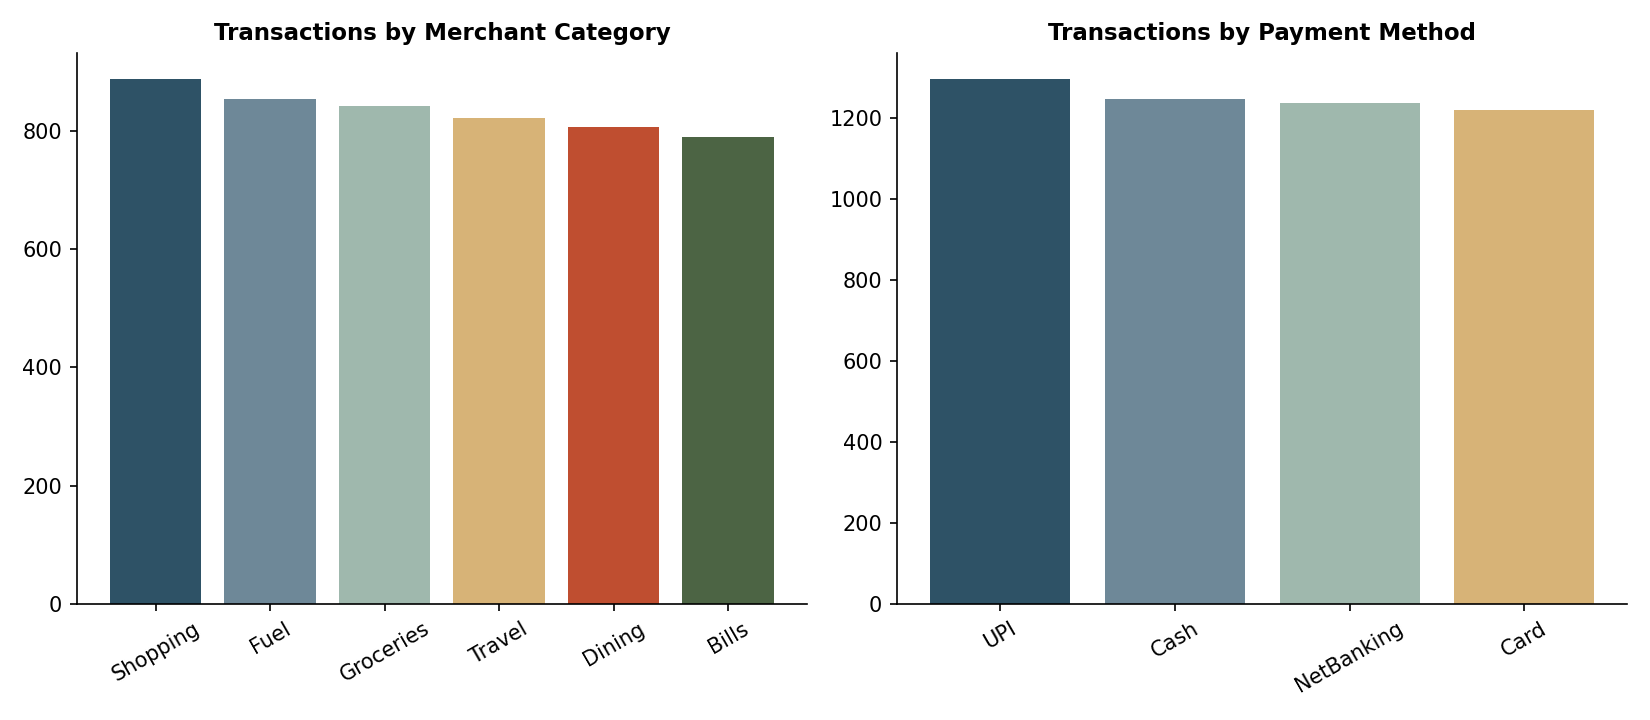 Transactions by Merchant Category
800
600
400
200
0
Shopping
Fuel
Groceries
Travel
Dining
Bills
Transactions by Payment Method
1200
1000
800
600
400
200
0
UPI
Cash
NetBanking
Card